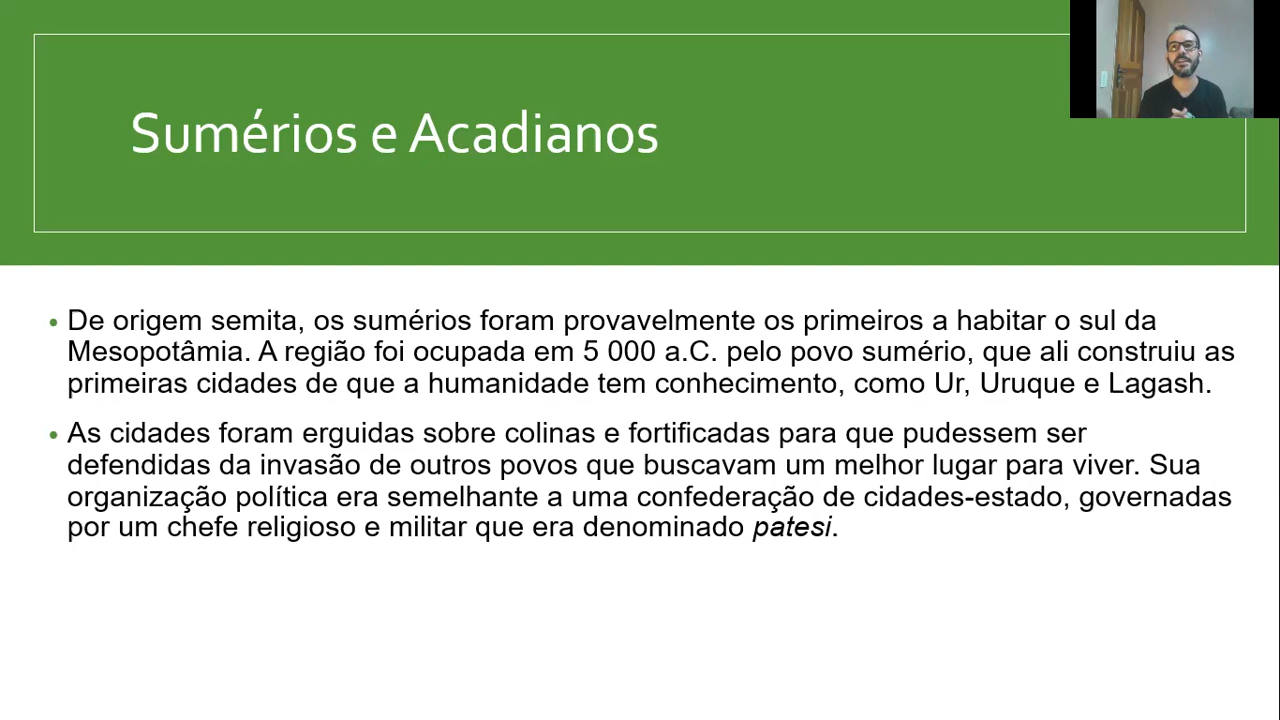 Sumérios e Acadianos
• De origem semita, os sumérios foram provavelmente os primeiros a habitar o sul da
Mesopotâmia. A região foi ocupada em 5 000 a.C. pelo povo sumério, que ali construiu as
primeiras cidades de que a humanidade tem conhecimento, como Ur, Uruque e Lagash.
• As cidades foram erguidas sobre colinas e fortificadas para que pudessem ser
defendidas da invasão de outros povos que buscavam um melhor lugar para viver. Sua
organização política era semelhante a uma confederação de cidades-estado, governadas
por um chefe religioso e militar que era denominado patesi.